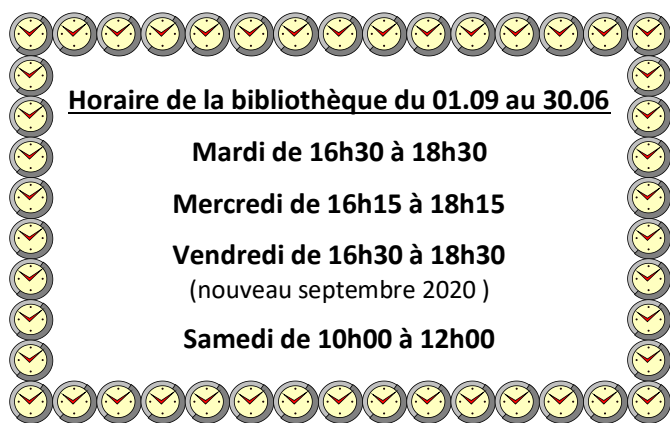 Horaire de la bibliothèque du 01.09 au 30.06
Mardi de 16h30 à 18h30
Mercredi de 16h15 à 18h15
Vendredi de 16h30 à 18h30
(nouveau septembre 2020 )
Samedi de 10h00 à 12h00